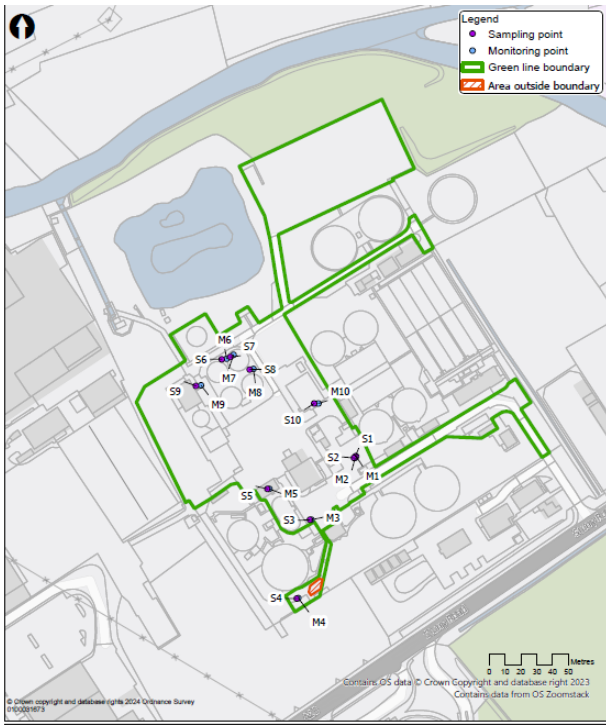 Legend
Sampling point
Monitoring point
Green line boundary
Area outside boundary
M6
S7
S6
S8
M7
M8
S9
M9
M10
S10
S1
S2
M1
M2
S5
M5
S3
M3
S4
M4
0 10 20 30 40 50 Metres
Contains OS data © Crown Copyright and database right 2023
Contains data from OS Zoomstack
© Crown copyright and database rights 2024 Ordnance Survey
0100031673